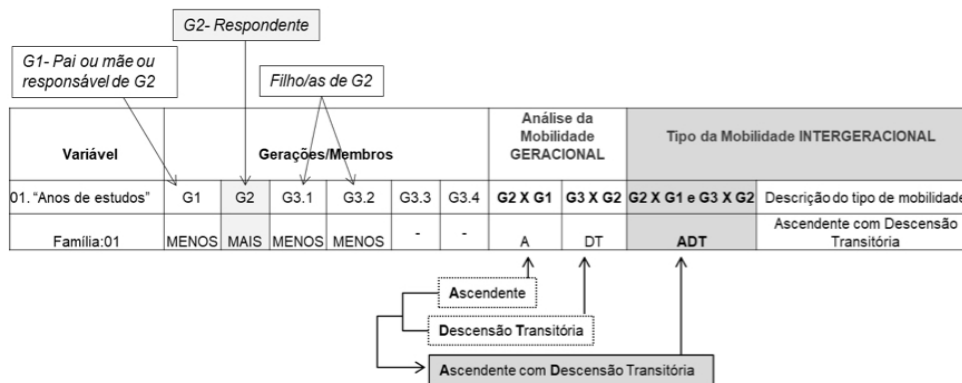 G2- Respondente
G1- Pai ou mãe ou
responsável de G2
Filho/as de G2
Variável
Gerações/Membros
Análise da
Mobilidade
GERACIONAL
Tipo da Mobilidade INTERGERACIONAL
01. “Anos de estudos” G1 G2 G3.1 G3.2 G3.3 G3.4 G2 X G1 G3 X G2 G2 X G1 e G3 X G2 Descrição do tipo de mobilidade
Família:01 MENOS MAIS MENOS MENOS - - A DT ADT Ascendente com Descensão
Transitória
Ascendente
Descensão Transitória
Ascendente com Descensão Transitória